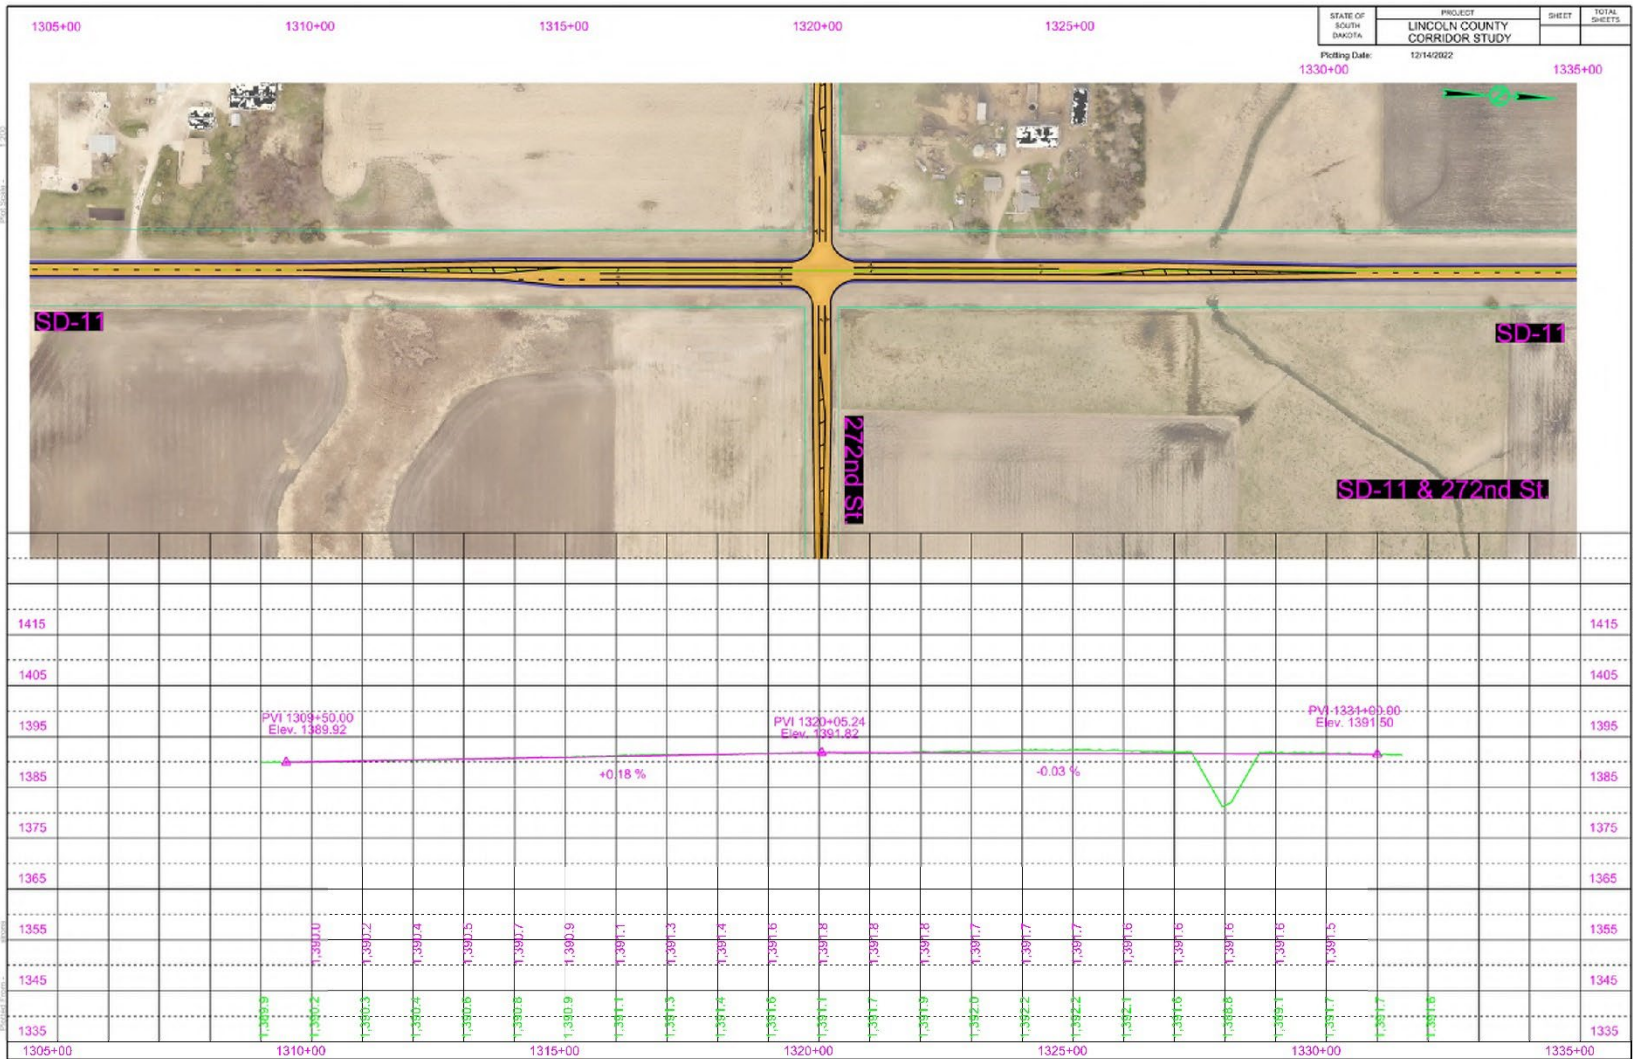 1305+00 1310+00 1315+00 1320+00 1325+00
STATE OF SOUTH DAKOTA
PROJECT
LINCOLN COUNTY
CORRIDOR STUDY
SHEET
TOTAL SHEETS
Plotting Date: 12/14/2022
1330+00 1335+00
SD-11
SD-11
272nd St.
SD-11 & 272nd St.
1415 1415
1405 1405
PVI 1309+50.00
Elev. 1389.92
PVI 1320+05.24
Elev. 1391.82
PVI 1331+00.00
Elev. 1391.50
1395 1395
+0.18 %
-0.03 %
1385 1385
1375 1375
1365 1365
1355 1355
1,390.0 1,390.2 1,390.4 1,390.5 1,390.7 1,390.9 1,391.1 1,391.3 1,391.4 1,391.6 1,391.8 1,391.8 1,391.8 1,391.7 1,391.7 1,391.7 1,391.6 1,391.6 1,391.6 1,391.6 1,391.5
1345 1345
1,389.9 1,390.2 1,390.3 1,390.4 1,390.6 1,390.8 1,390.9 1,391.1 1,391.3 1,391.4 1,391.6 1,391.1 1,391.7 1,391.9 1,392.0 1,392.2 1,392.2 1,392.1 1,391.6 1,388.8 1,389.1 1,391.7 1,391.7 1,391.6
1335 1335
1305+00 1310+00 1315+00 1320+00 1325+00 1330+00 1335+00